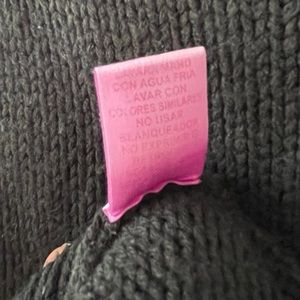 LAVAR A MANO
CON AGUA FRIA
LAVAR CON
COLORES SIMILARES
NO USAR
BLANQUEADOR
NO EXPRIMIR